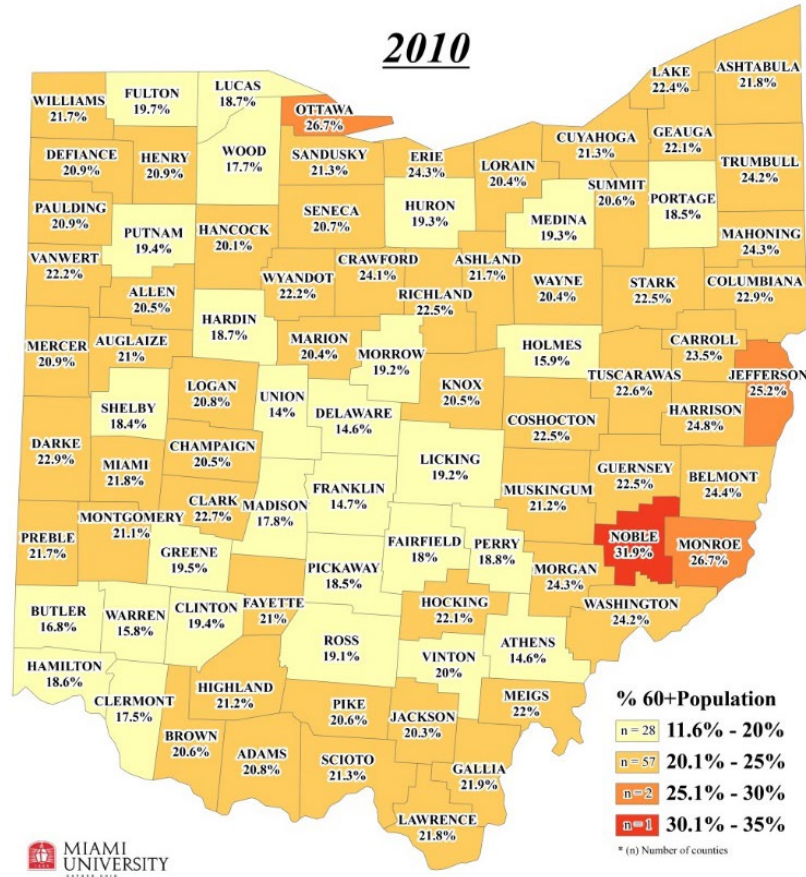 2010
WILLIAMS
21.7%
FULTON
19.7%
LUCAS
18.7%
OTTAWA
26.7%
LAKE
22.4%
ASHTABULA
21.8%
DEFIANCE
20.9%
HENRY
20.9%
WOOD
17.7%
SANDUSKY
21.3%
ERIE
24.3%
LORAIN
20.4%
CUYAHOGA
21.3%
GEAUGA
22.1%
TRUMBULL
24.2%
PAULDING
20.9%
PUTNAM
19.4%
HANCOCK
20.1%
SENECA
20.7%
HURON
19.3%
MEDINA
19.3%
SUMMIT
20.6%
PORTAGE
18.5%
MAHONING
24.3%
VANWERT
22.2%
ALLEN
20.5%
WYANDOT
22.2%
CRAWFORD
24.1%
RICHLAND
22.5%
ASHLAND
21.7%
WAYNE
20.4%
STARK
22.5%
COLUMBIANA
22.9%
HARDIN
18.7%
MERCER
20.9%
AUGLAIZE
21%
MARION
20.4%
MORROW
19.2%
HOLMES
15.9%
CARROLL
23.5%
JEFFERSON
25.2%
LOGAN
20.8%
UNION
14%
DELAWARE
14.6%
KNOX
20.5%
TUSCARAWAS
22.6%
HARRISON
24.8%
SHELBY
18.4%
COSHOCTON
22.5%
DARKE
22.9%
MIAMI
21.8%
CHAMPAIGN
20.5%
LICKING
19.2%
GUERNSEY
22.5%
BELMONT
24.4%
CLARK
22.7%
MADISON
17.8%
FRANKLIN
14.7%
MUSKINGUM
21.2%
PREBLE
21.7%
MONTGOMERY
21.1%
GREENE
19.5%
FAIRFIELD
18%
PERRY
18.8%
NOBLE
31.9%
MONROE
26.7%
PICKAWAY
18.5%
MORGAN
24.3%
BUTLER
16.8%
WARREN
15.8%
CLINTON
19.4%
FAYETTE
21%
HOCKING
22.1%
WASHINGTON
24.2%
ROSS
19.1%
ATHENS
14.6%
HAMILTON
18.6%
CLERMONT
17.5%
HIGHLAND
21.2%
VINTON
20%
MEIGS
22%
BROWN
20.6%
ADAMS
20.8%
PIKE
20.6%
JACKSON
20.3%
SCIOTO
21.3%
GALLIA
21.9%
LAWRENCE
21.8%
% 60+Population
n = 28 11.6% - 20%
n = 57 20.1% - 25%
n = 2 25.1% - 30%
n = 1 30.1% - 35%
* (n) Number of counties
MIAMI
UNIVERSITY